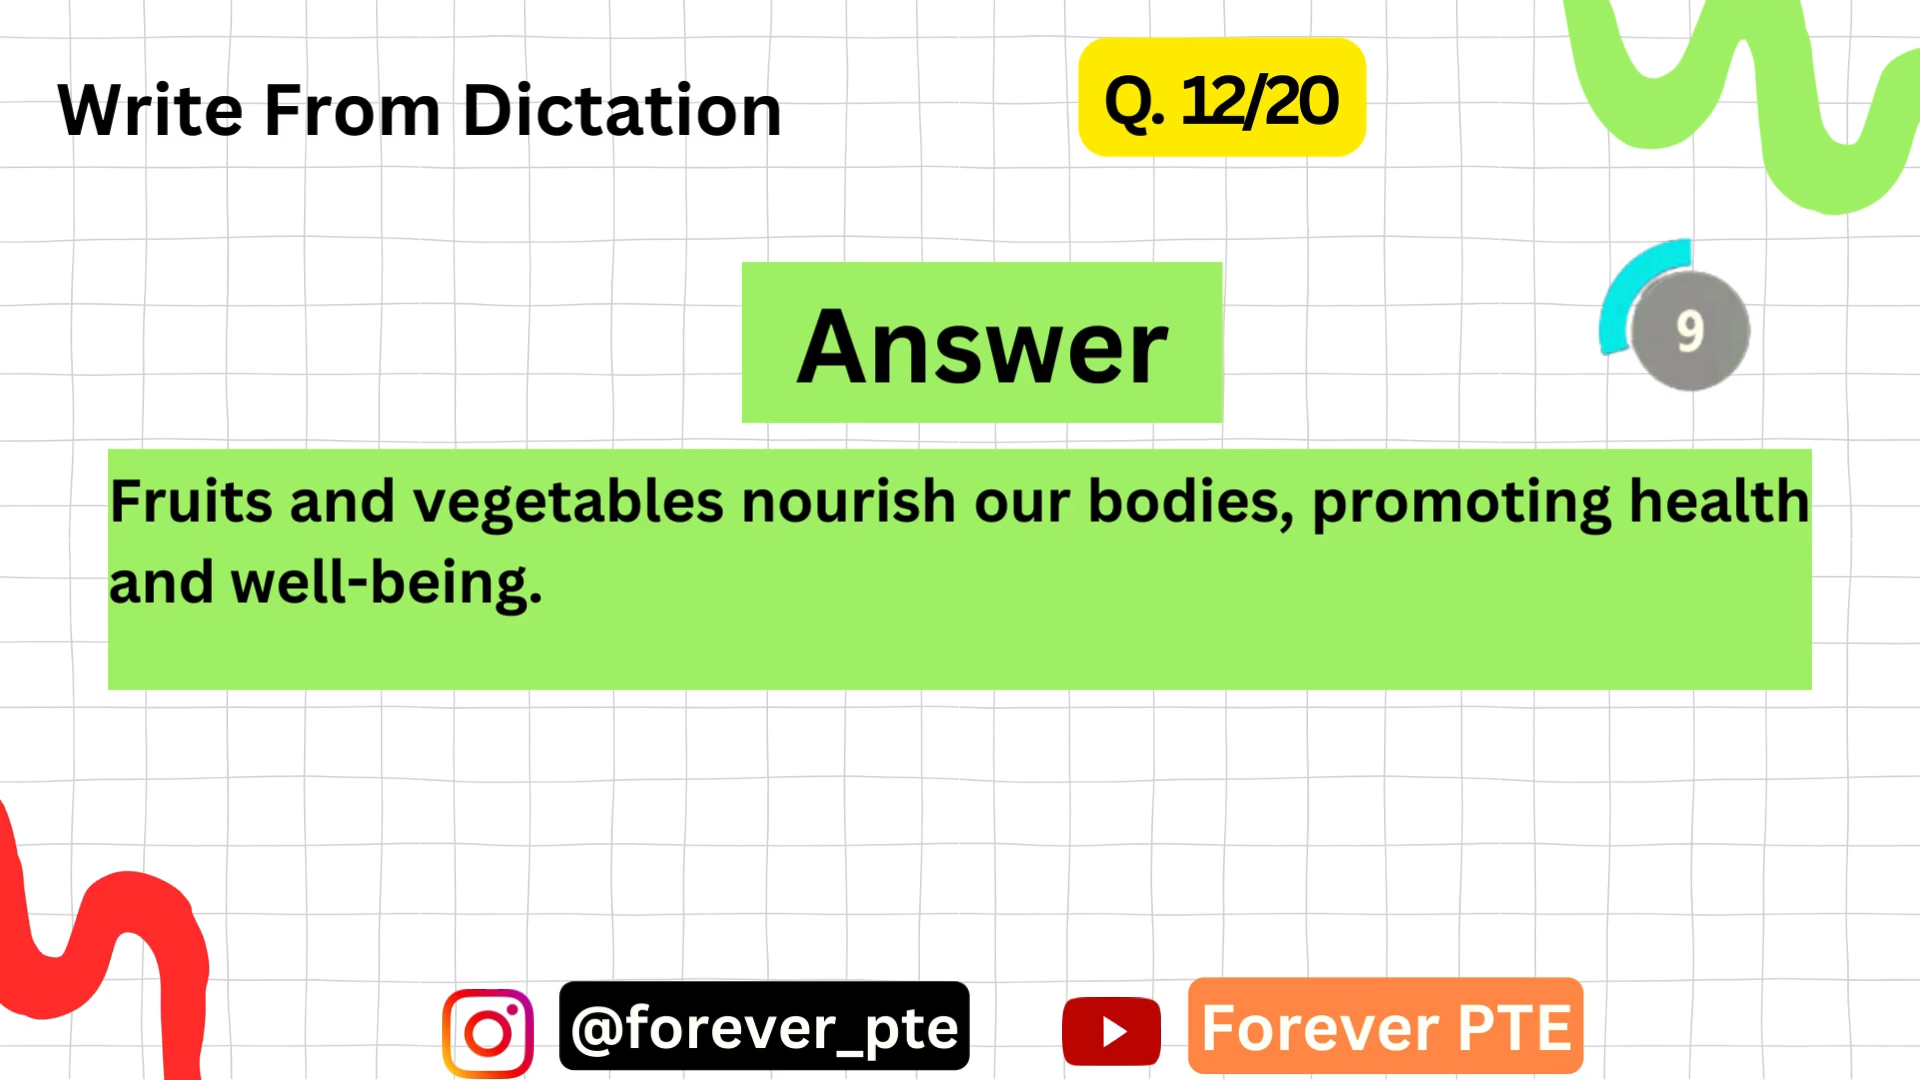 Write From Dictation
Q. 12/20
Answer
9
Fruits and vegetables nourish our bodies, promoting health
and well-being.
@forever_pte
Forever PTE